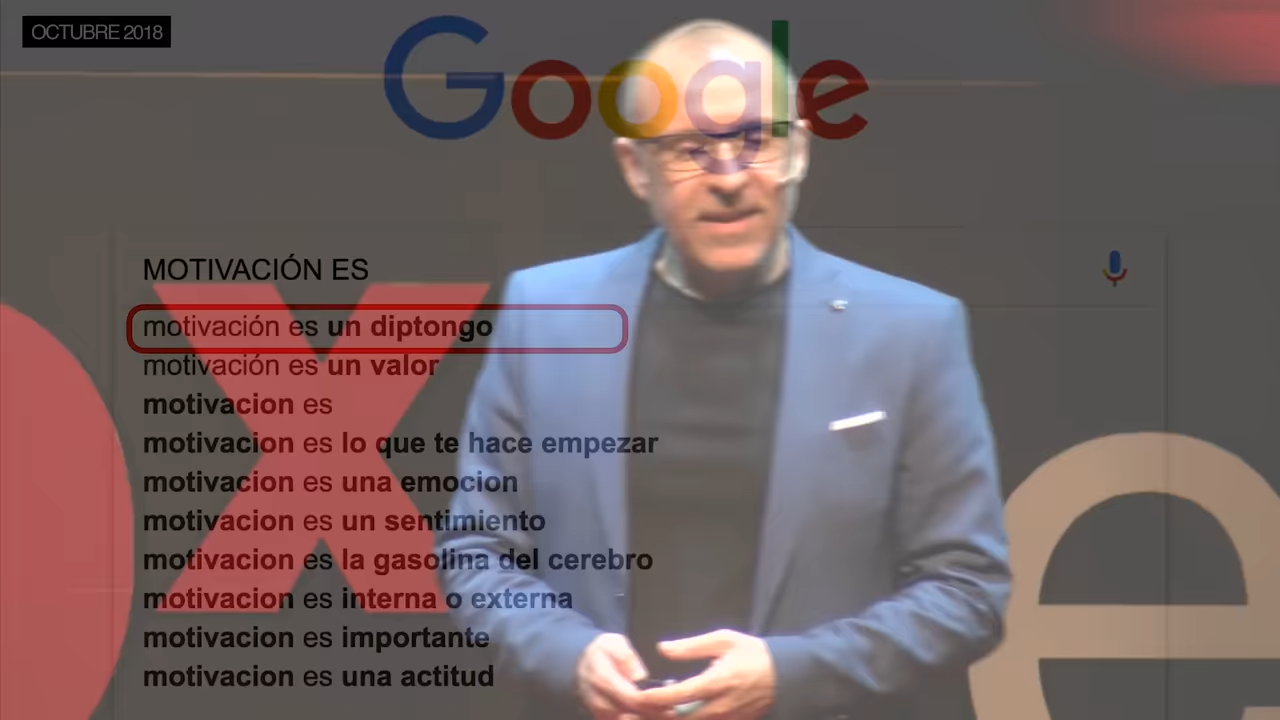 OCTUBRE 2018
Google
MOTIVACIÓN ES
motivación es un diptongo
motivación es un valor
motivacion es
motivacion es lo que te hace empezar
motivacion es una emocion
motivacion es un sentimiento
motivacion es la gasolina del cerebro
motivacion es interna o externa
motivacion es importante
motivacion es una actitud
x e